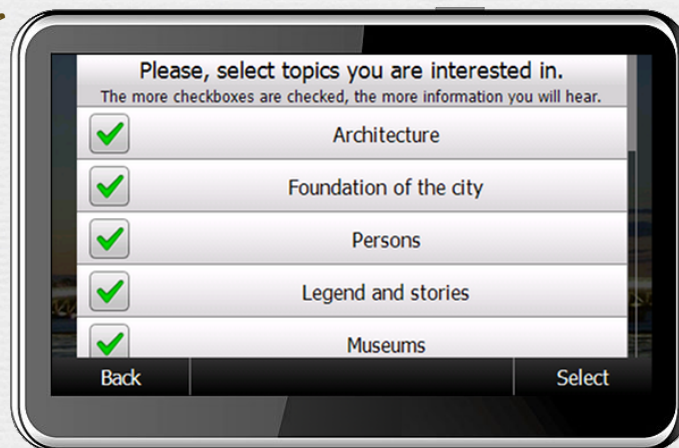 Please, select topics you are interested in.
The more checkboxes are checked, the more information you will hear.
Architecture
Foundation of the city
Persons
Legend and stories
Museums
Back
Select